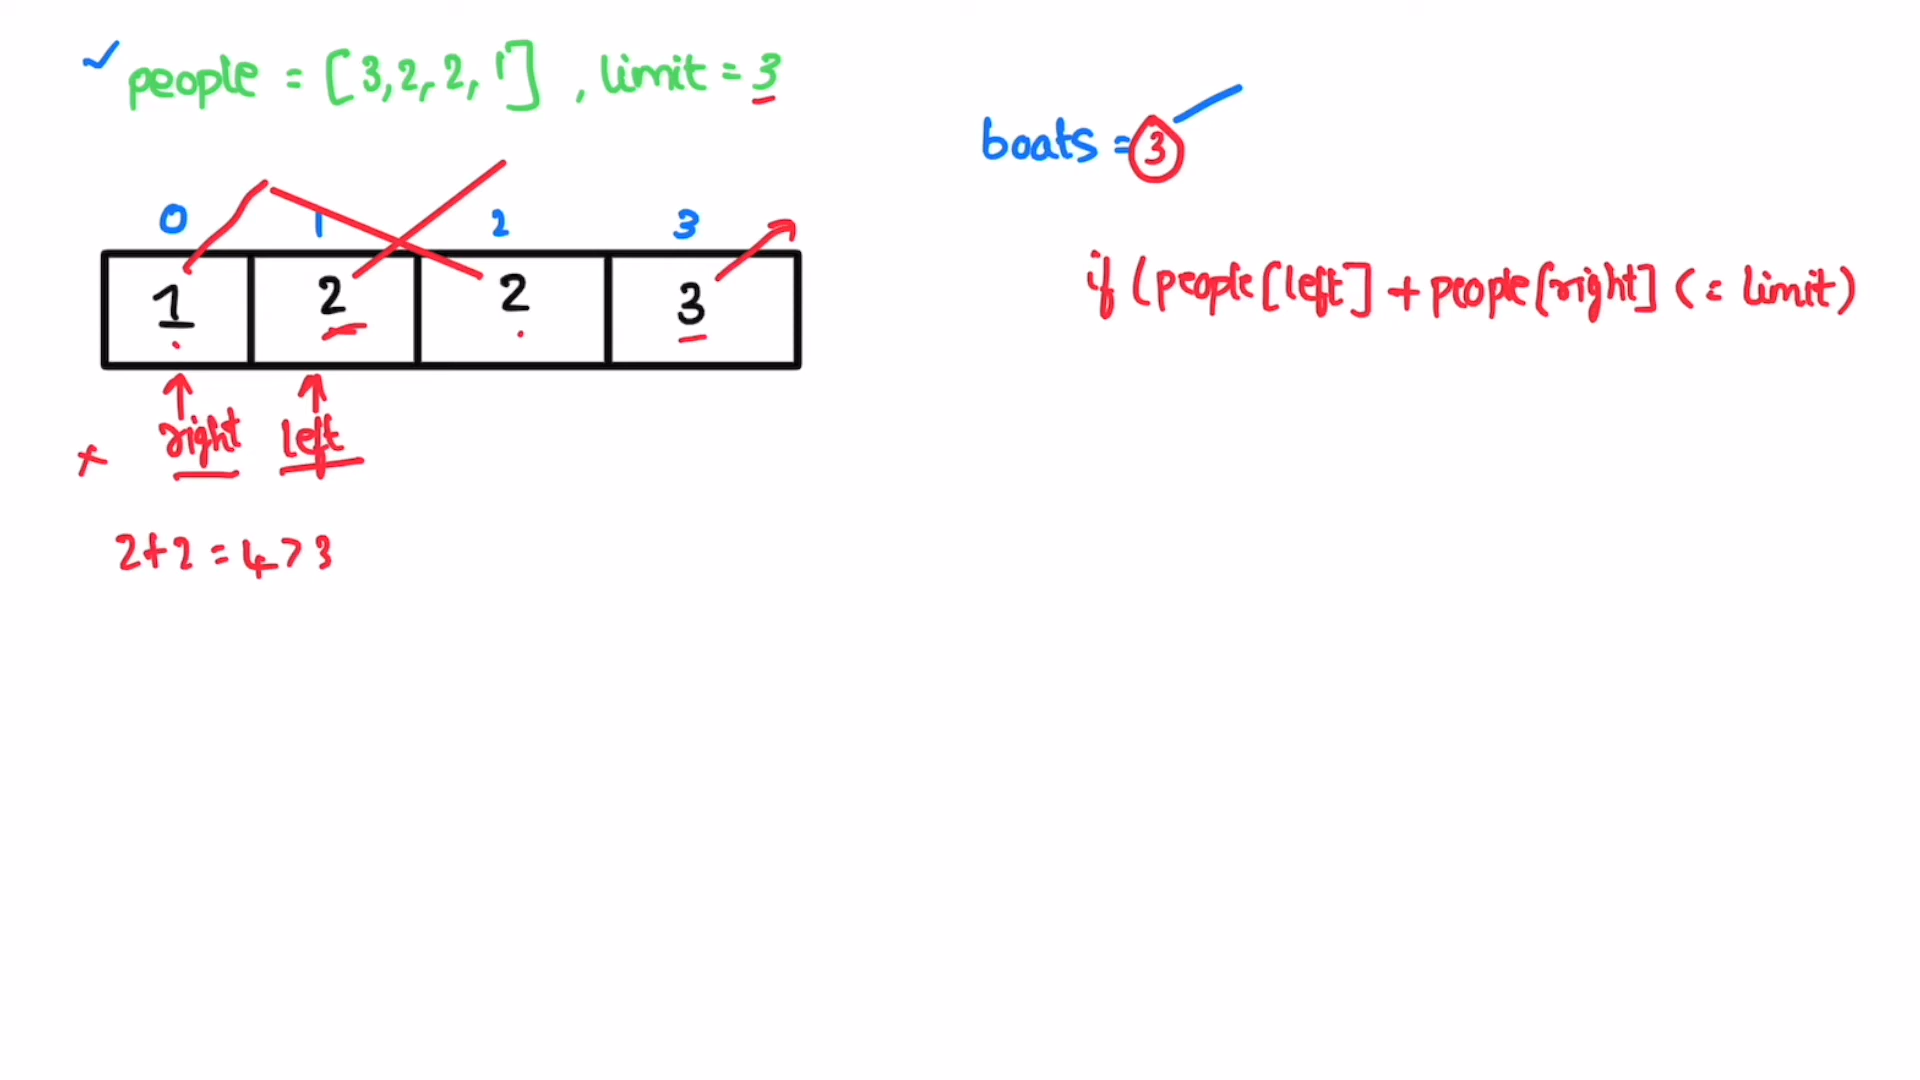 people = [3,2,2,1] , limit = 3
boats = 3
0 1 2 3
1 2 2 3
if (people[left] + people[right] <= limit)
right left
x
2+2 = 4 > 3